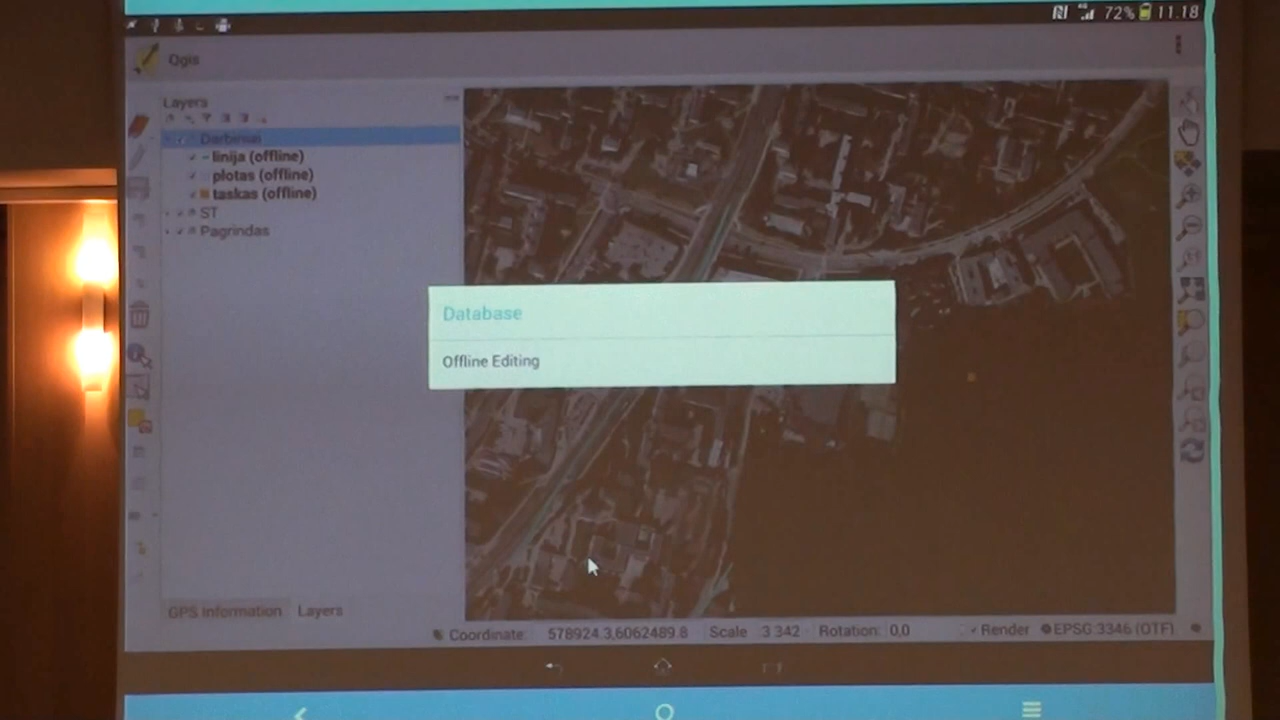 72% 11.18
Qgis
Layers
Darbiniai
linija (offline)
plotas (offline)
taskas (offline)
ST
Pagrindas
Database
Offline Editing
GPS Information Layers
Coordinate: 578924.3,6062489.8 Scale 3 342 Rotation: 0,0 Render EPSG:3346 (OTF)